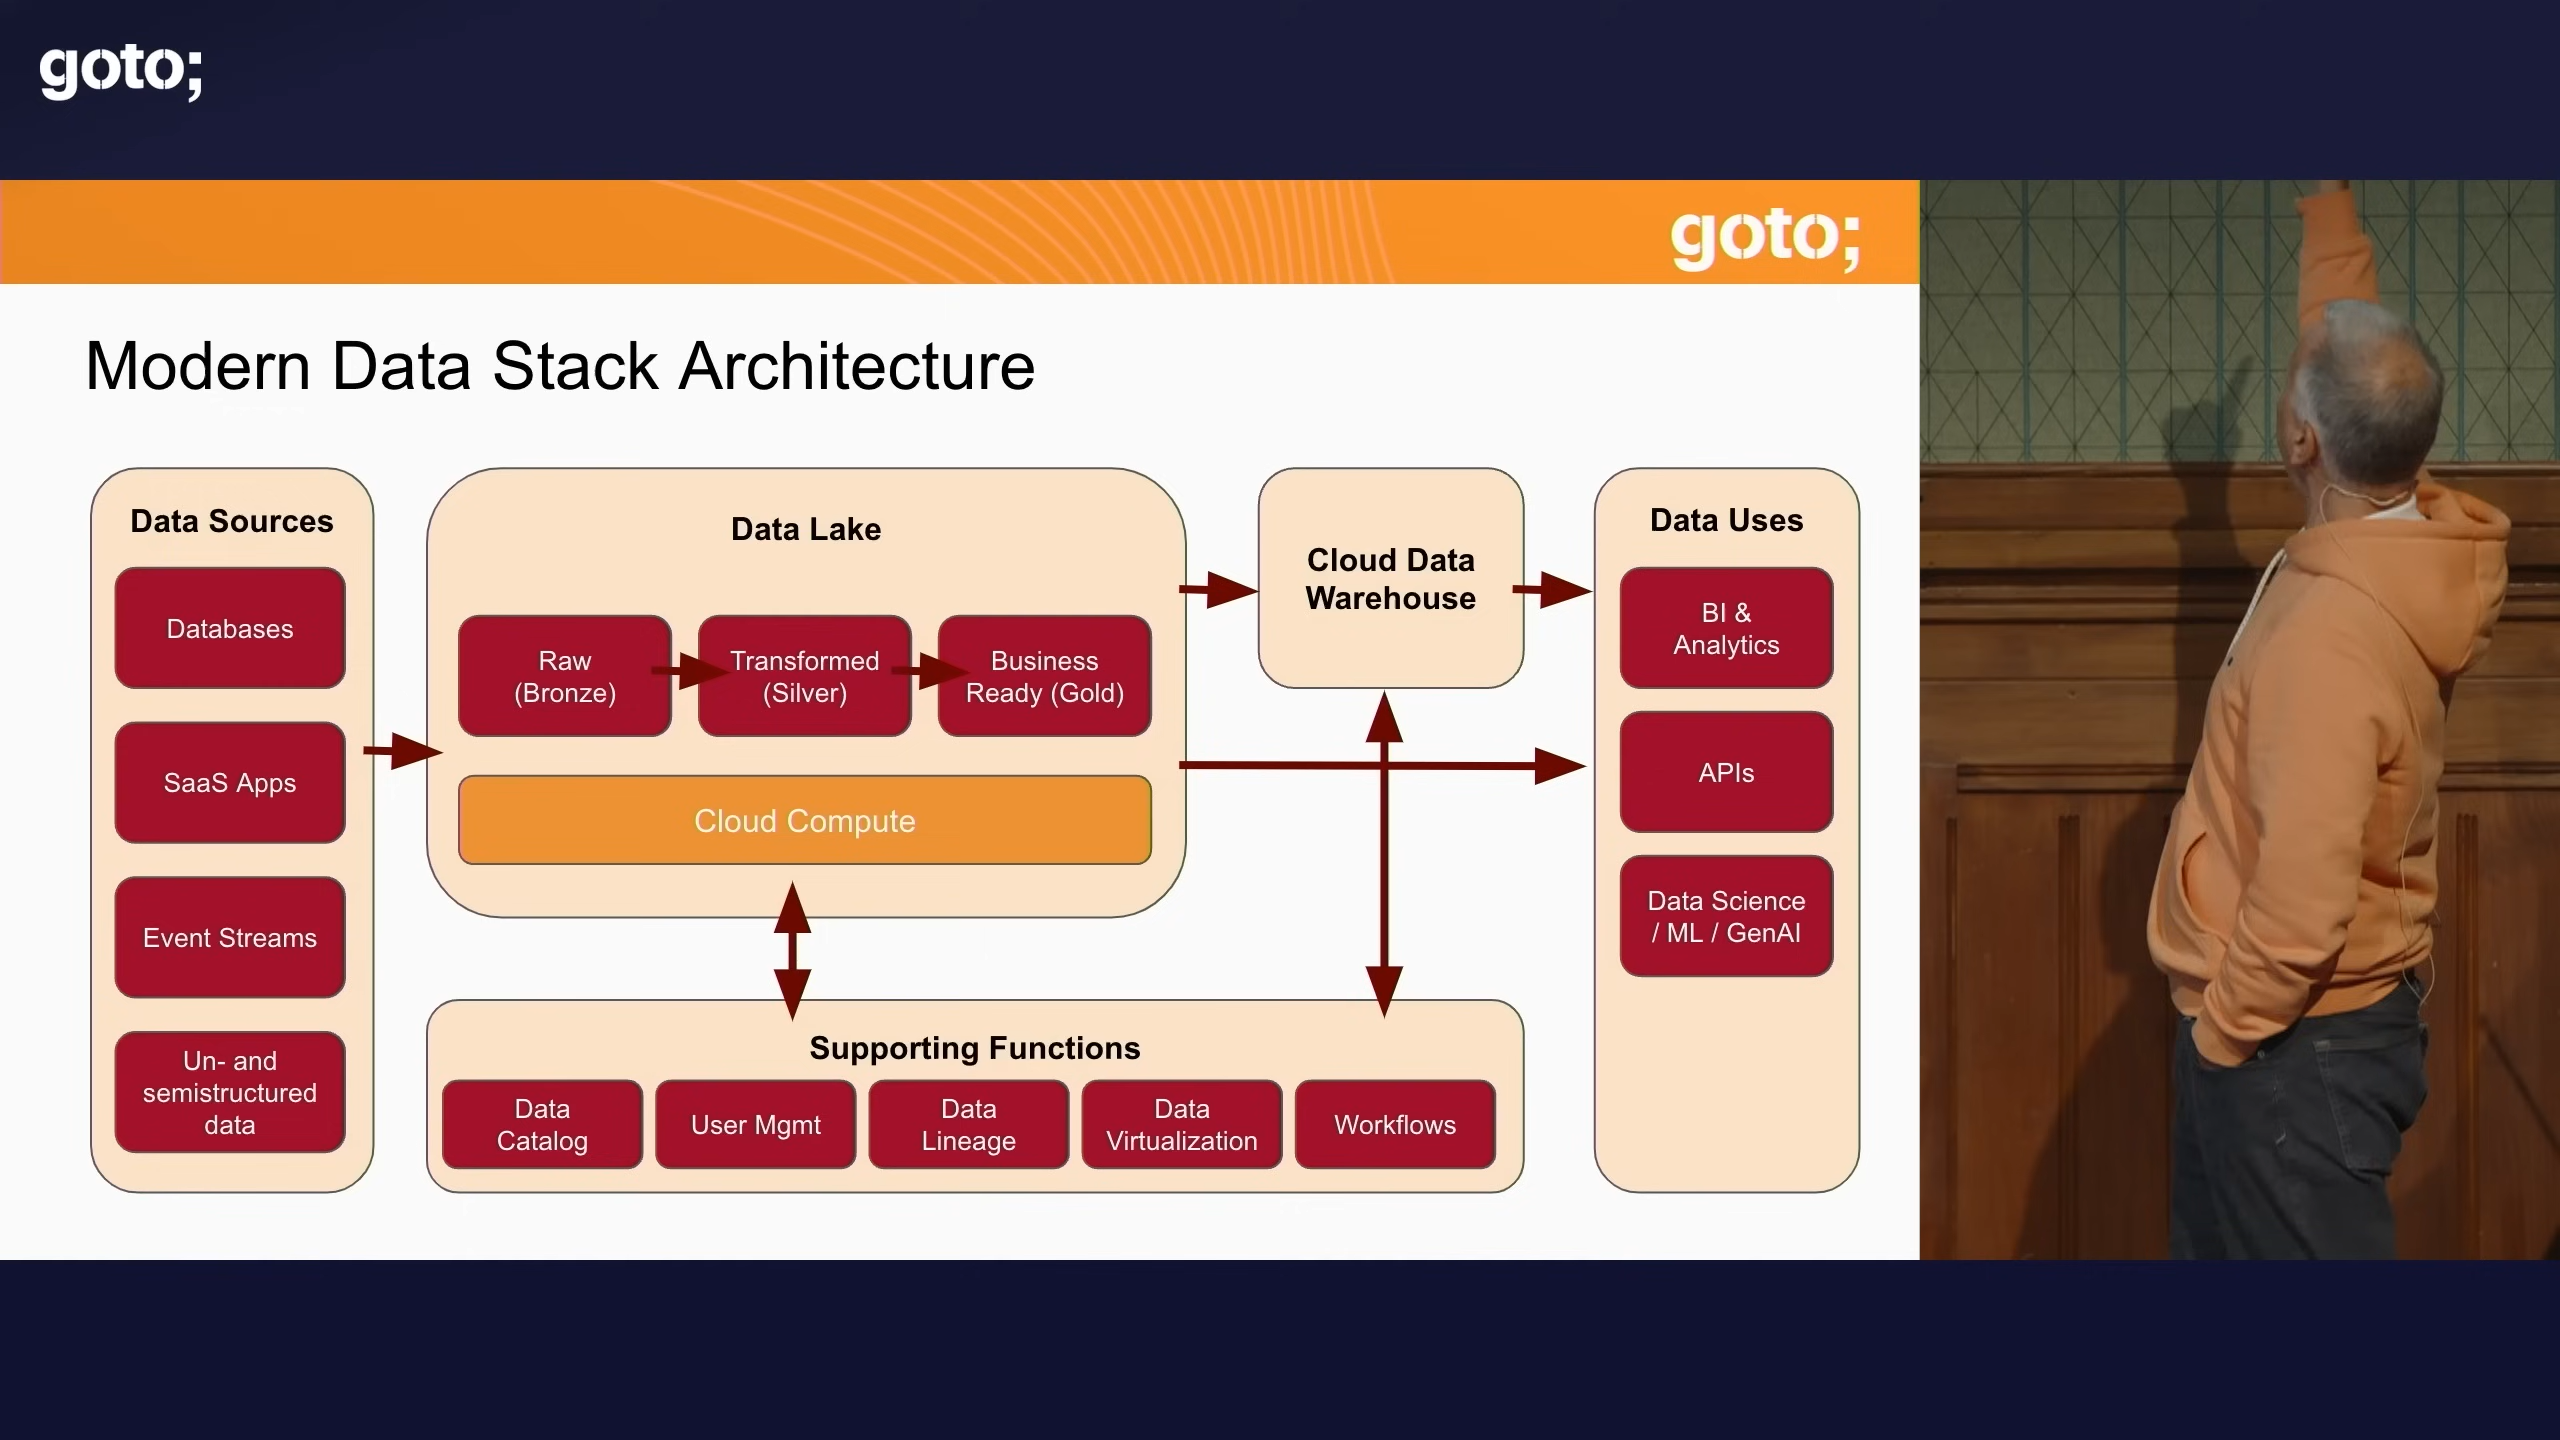 goto;
goto;
Modern Data Stack Architecture
Data Sources
Databases
SaaS Apps
Event Streams
Un- and
semistructured
data
Data Lake
Raw
(Bronze)
Transformed
(Silver)
Business
Ready (Gold)
Cloud Compute
Cloud Data
Warehouse
Data Uses
BI &
Analytics
APIs
Data Science
/ ML / GenAI
Supporting Functions
Data
Catalog
User Mgmt
Data
Lineage
Data
Virtualization
Workflows